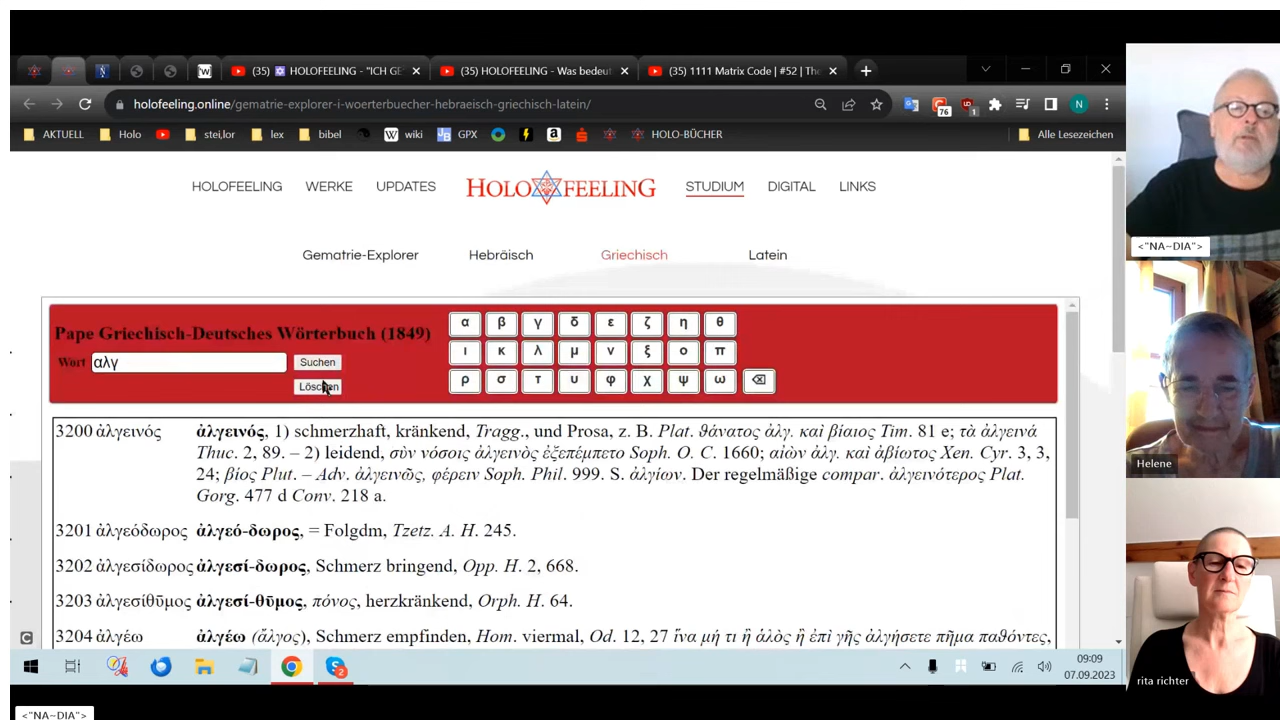 (35) ✡ HOLOFEELING - "ICH GE
(35) HOLOFEELING - Was bedeut
(35) 1111 Matrix Code | #52 | The
holofeeling.online/gematrie-explorer-i-woerterbuecher-hebraeisch-griechisch-latein/
76
1
N
AKTUELL
Holo
stei,lor
lex
bibel
wiki
GPX
HOLO-BÜCHER
Alle Lesezeichen
HOLOFEELING
WERKE
UPDATES
HOLO FEELING
STUDIUM
DIGITAL
LINKS
Gematrie-Explorer
Hebräisch
Griechisch
Latein
Pape Griechisch-Deutsches Wörterbuch (1849)
Wort αλγ Suchen
Löschen
α β γ δ ε ζ η θ
ι κ λ μ ν ξ ο π
ρ σ τ υ φ χ ψ ω ⌫
3200 ἀλγεινός ἀλγεινός, 1) schmerzhaft, kränkend, Tragg., und Prosa, z. B. Plat. θάνατος ἀλγ. καὶ βίαιος Tim. 81 e; τὰ ἀλγεινά
Thuc. 2, 89. – 2) leidend, σὺν νόσοις ἀλγεινὸς ἐξεπέμπετο Soph. O. C. 1660; αἰὼν ἀλγ. καὶ ἀβίωτος Xen. Cyr. 3, 3,
24; βίος Plut. – Adv. ἀλγεινῶς, φέρειν Soph. Phil. 999. S. ἀλγίων. Der regelmäßige compar. ἀλγεινότερος Plat.
Gorg. 477 d Conv. 218 a.
3201 ἀλγεόδωρος ἀλγεό-δωρος, = Folgdm, Tzetz. A. H. 245.
3202 ἀλγεσίδωρος ἀλγεσί-δωρος, Schmerz bringend, Opp. H. 2, 668.
3203 ἀλγεσίθῡμος ἀλγεσί-θῡμος, πόνος, herzkränkend, Orph. H. 64.
3204 ἀλγέω ἀλγέω (ἄλγος), Schmerz empfinden, Hom. viermal, Od. 12, 27 ἵνα μή τι ἢ ἁλὸς ἢ ἐπὶ γῆς ἀλγήσετε πῆμα παθόντες,
2
09:09
07.09.2023
<"NA~DIA">
Helene
rita richter
<"NA~DIA">